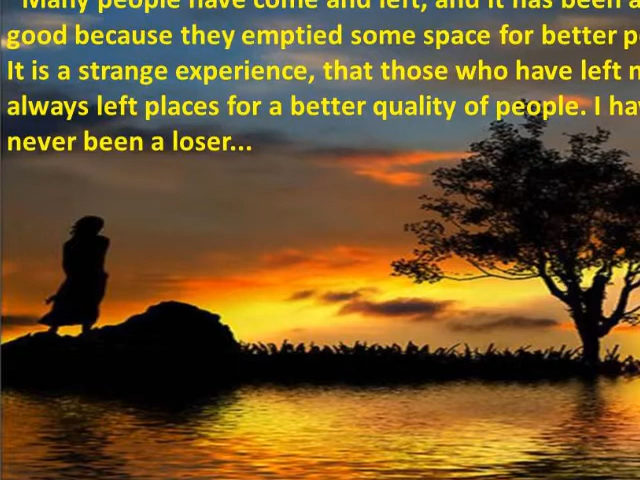 "Many people have come and left, and it has been a
good because they emptied some space for better p
It is a strange experience, that those who have left
always left places for a better quality of people. I ha
never been a loser...